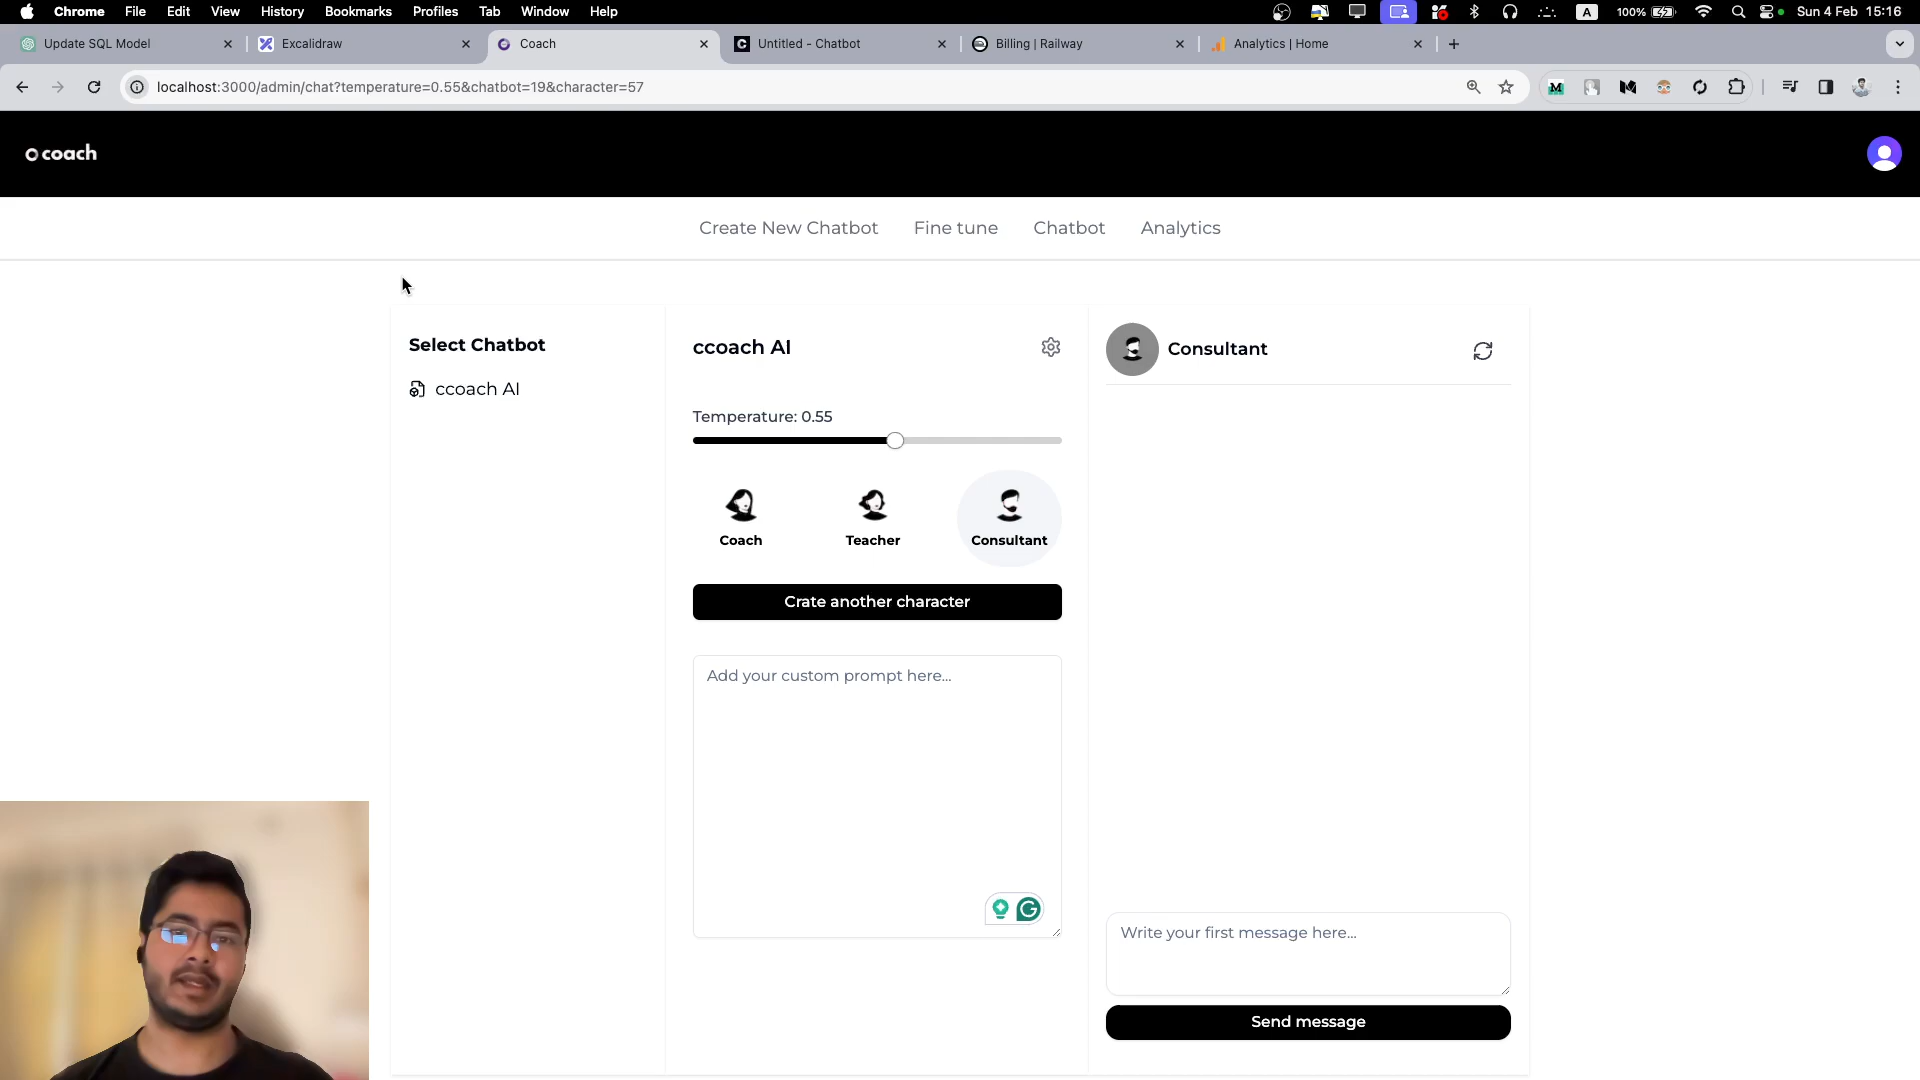 Chrome File Edit View History Bookmarks Profiles Tab Window Help A 100% Sun 4 Feb 15:16
Update SQL Model Excalidraw Coach Untitled - Chatbot Billing | Railway Analytics | Home
localhost:3000/admin/chat?temperature=0.55&chatbot=19&character=57
coach
Create New Chatbot Fine tune Chatbot Analytics
Select Chatbot
ccoach AI
ccoach AI
Temperature: 0.55
Coach Teacher Consultant
Crate another character
Add your custom prompt here...
Consultant
Write your first message here...
Send message